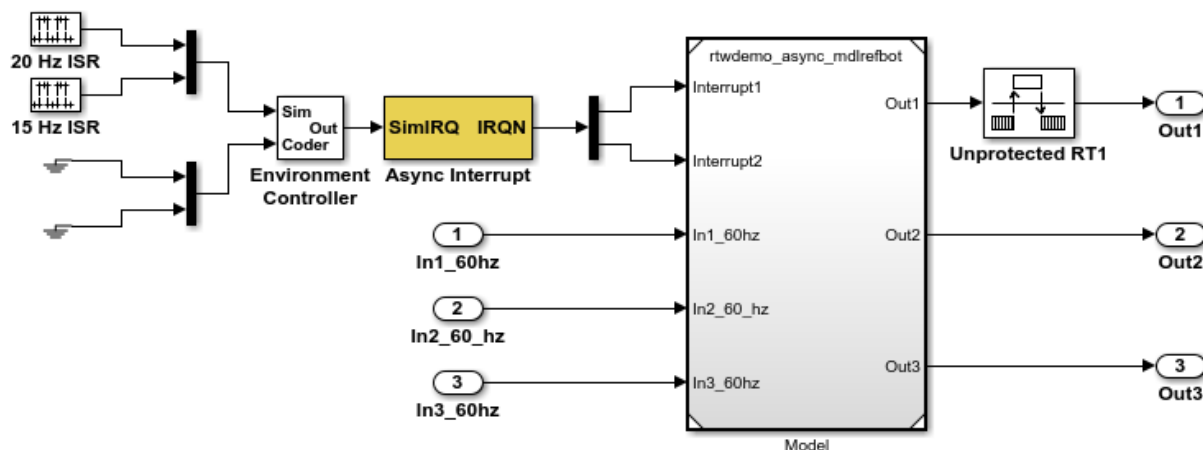 20 Hz ISR
15 Hz ISR
Sim
Out
Coder
Environment
Controller
SimIRQ IRQN
Async Interrupt
rtwdemo_async_mdlrefbot
Interrupt1
Interrupt2
In1_60hz
In2_60_hz
In3_60hz
Out1
Out2
Out3
Model
1
In1_60hz
2
In2_60_hz
3
In3_60hz
Unprotected RT1
1
Out1
2
Out2
3
Out3